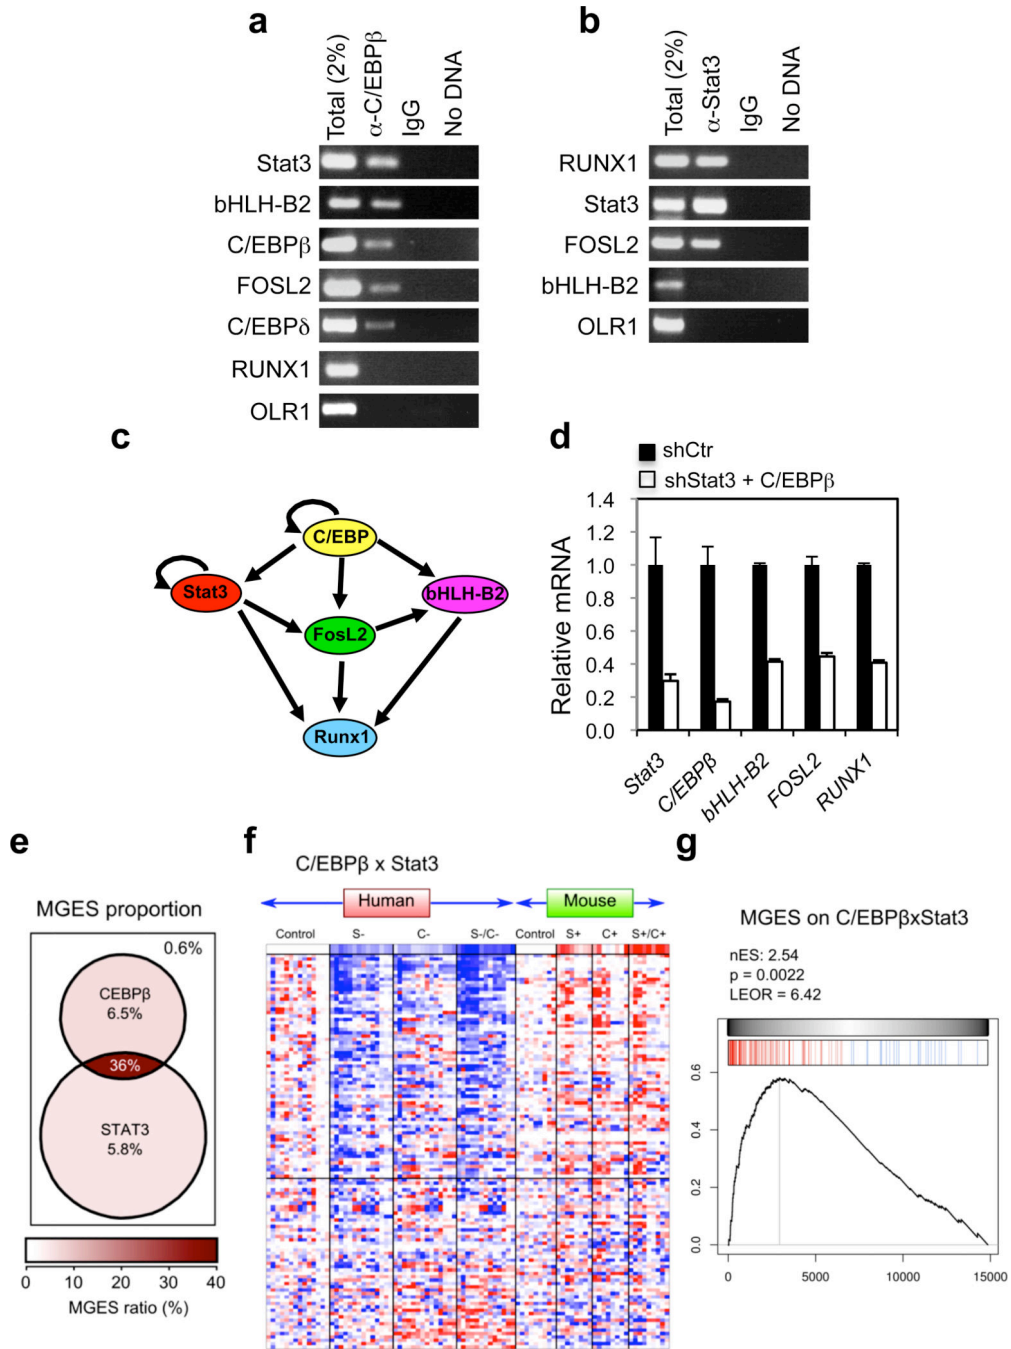 a
Total (2%)
α-C/EBPβ
IgG
No DNA
Stat3
bHLH-B2
C/EBPβ
FOSL2
C/EBPδ
RUNX1
OLR1
b
Total (2%)
α-Stat3
IgG
No DNA
RUNX1
Stat3
FOSL2
bHLH-B2
OLR1
c
C/EBP
Stat3
bHLH-B2
FosL2
Runx1
d
shCtr
shStat3 + C/EBPβ
Relative mRNA
1.4
1.2
1.0
0.8
0.6
0.4
0.2
0.0
Stat3
C/EBPβ
bHLH-B2
FOSL2
RUNX1
e
MGES proportion
0.6%
CEBPβ
6.5%
36%
STAT3
5.8%
0 10 20 30 40
MGES ratio (%)
f
C/EBPβ x Stat3
Human Mouse
Control S- C- S-/C- Control S+ C+ S+/C+
g
MGES on C/EBPβxStat3
nES: 2.54
p = 0.0022
LEOR = 6.42
0.6
0.4
0.2
0.0
0 5000 10000 15000